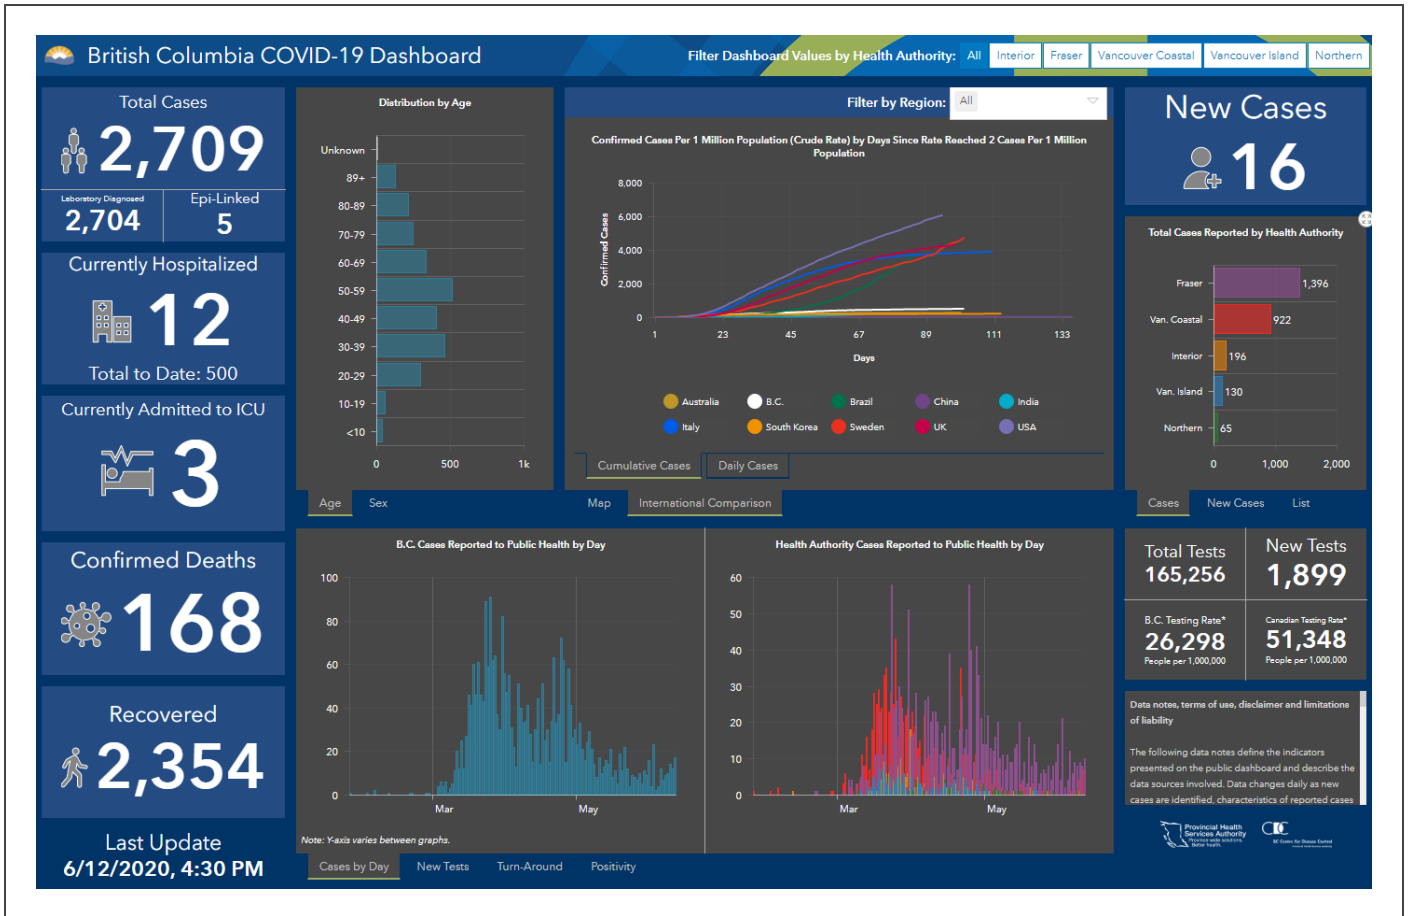 British Columbia COVID-19 Dashboard
Filter Dashboard Values by Health Authority:
All
Interior
Fraser
Vancouver Coastal
Vancouver Island
Northern
Total Cases
2,709
Laboratory Diagnosed
2,704
Epi-Linked
5
Currently Hospitalized
12
Total to Date: 500
Currently Admitted to ICU
3
Confirmed Deaths
168
Recovered
2,354
Last Update
6/12/2020, 4:30 PM
Distribution by Age
Unknown
89+
80-89
70-79
60-69
50-59
40-49
30-39
20-29
10-19
<10
0
500
1k
Age
Sex
Filter by Region:
All
Confirmed Cases Per 1 Million Population (Crude Rate) by Days Since Rate Reached 2 Cases Per 1 Million
Population
Confirmed Cases
8,000
6,000
4,000
2,000
0
1
23
45
67
89
111
133
Days
Australia
B.C.
Brazil
China
India
Italy
South Korea
Sweden
UK
USA
Cumulative Cases
Daily Cases
Map
International Comparison
New Cases
16
Total Cases Reported by Health Authority
Fraser
1,396
Van. Coastal
922
Interior
196
Van. Island
130
Northern
65
0
1,000
2,000
Cases
New Cases
List
B.C. Cases Reported to Public Health by Day
100
80
60
40
20
0
Mar
May
Note: Y-axis varies between graphs.
Health Authority Cases Reported to Public Health by Day
60
50
40
30
20
10
0
Mar
May
Cases by Day
New Tests
Turn-Around
Positivity
Total Tests
165,256
New Tests
1,899
B.C. Testing Rate*
26,298
People per 1,000,000
Canadian Testing Rate*
51,348
People per 1,000,000
Data notes, terms of use, disclaimer and limitations
of liability
The following data notes define the indicators
presented on the public dashboard and describe the
data sources involved. Data changes daily as new
cases are identified, characteristics of reported cases
Provincial Health
Services Authority
Province-wide solutions.
Better health.
BC Centre for Disease Control